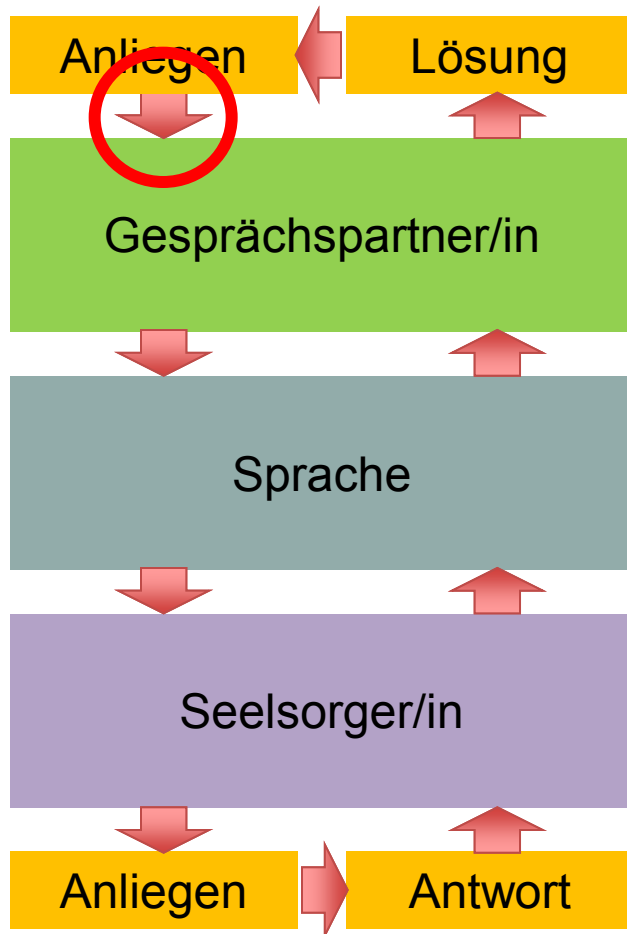 Anliegen
Lösung
Gesprächspartner/in
Sprache
Seelsorger/in
Anliegen
Antwort